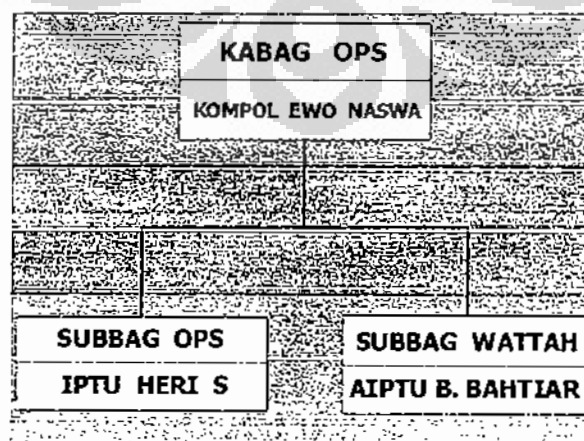 KABAG OPS
KOMPOL EWO NASWA
SUBBAG OPS
IPTU HERI S
SUBBAG WATTAH
AIPTU B. BAHTIAR